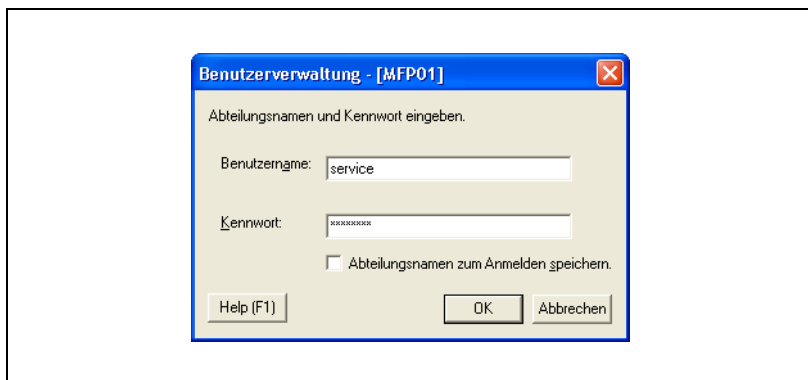 Benutzerverwaltung - [MFP01]
Abteilungsnamen und Kennwort eingeben.
Benutzername: service
Kennwort: ********
Abteilungsnamen zum Anmelden speichern.
Help (F1) OK Abbrechen